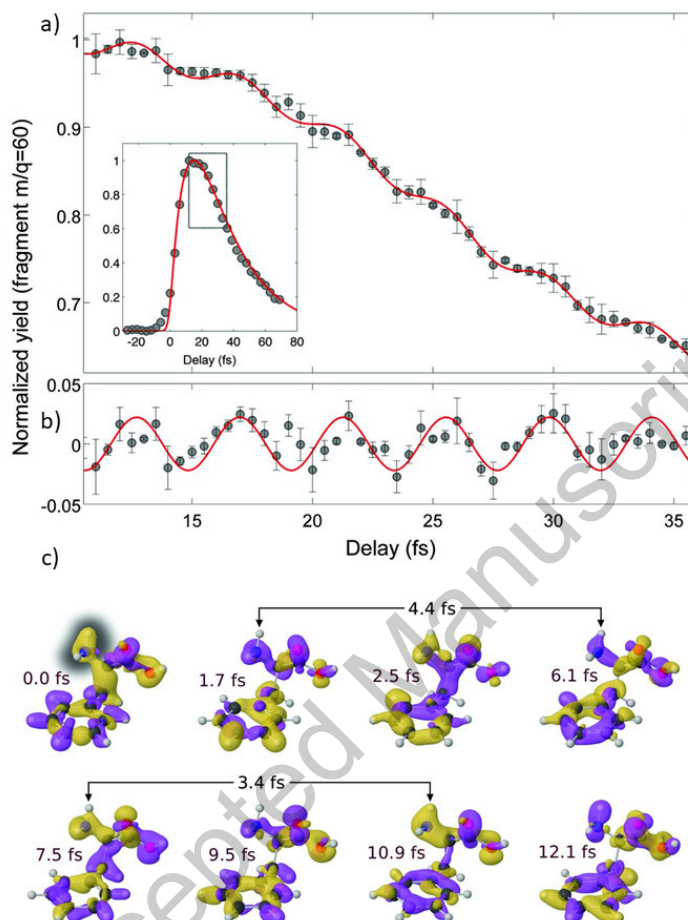 a)
1
0.9
0.8
0.7
Normalized yield (fragment m/q=60)
1
0.8
0.6
0.4
0.2
0
-20 0 20 40 60 80
Delay (fs)
b)
0.05
0
-0.05
15 20 25 30 35
Delay (fs)
c)
4.4 fs
0.0 fs 1.7 fs 2.5 fs 6.1 fs
3.4 fs
7.5 fs 9.5 fs 10.9 fs 12.1 fs
cepted Manuscrip